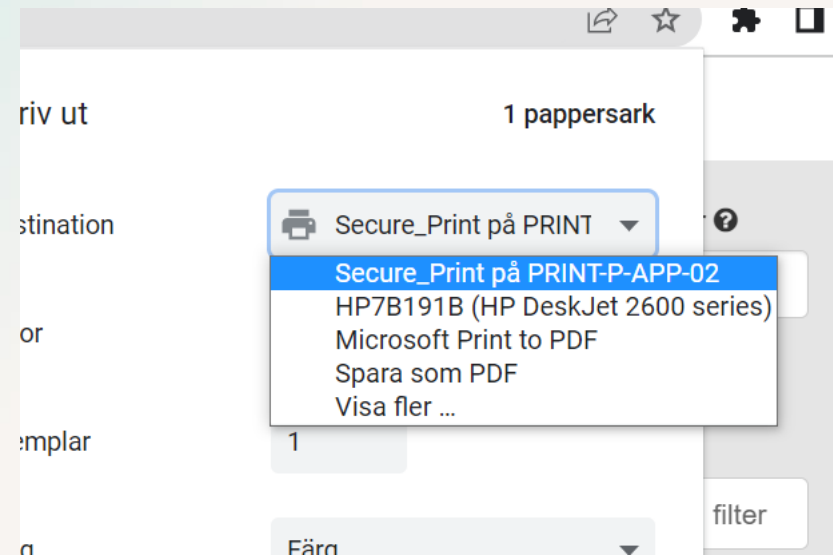 riv ut
1 pappersark
stination
Secure_Print på PRINT
Secure_Print på PRINT-P-APP-02
HP7B191B (HP DeskJet 2600 series)
Microsoft Print to PDF
Spara som PDF
Visa fler ...
or
emplar
1
filter
Färg